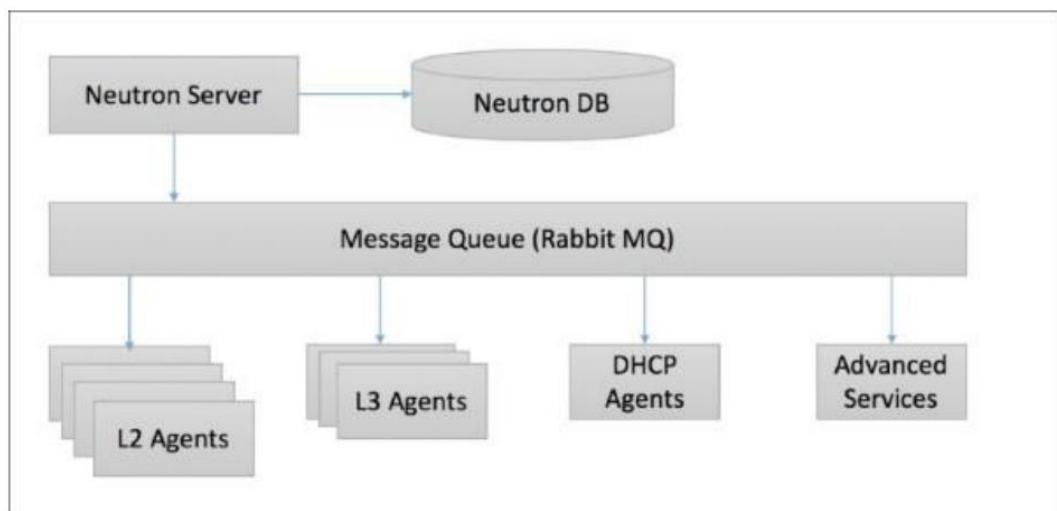 Neutron Server
Neutron DB
Message Queue (Rabbit MQ)
L2 Agents
L3 Agents
DHCP
Agents
Advanced
Services